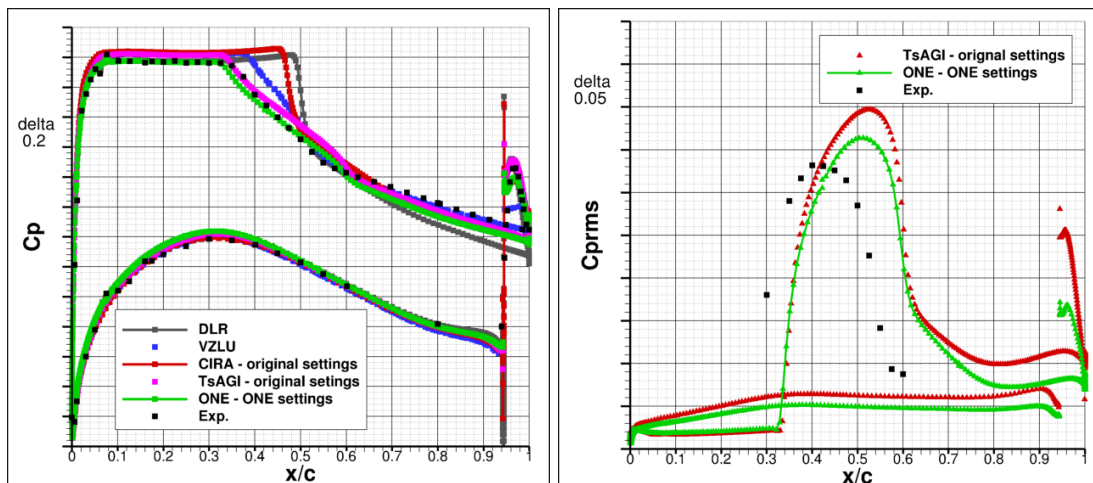 delta
0.2
Cp
DLR
VZLU
CIRA - original settings
TsAGI - original setings
ONE - ONE settings
Exp.
0 0.1 0.2 0.3 0.4 0.5 0.6 0.7 0.8 0.9 1
x/c
delta
0.05
Cprms
TsAGI - orignal settings
ONE - ONE settings
Exp.
0 0.1 0.2 0.3 0.4 0.5 0.6 0.7 0.8 0.9 1
x/c